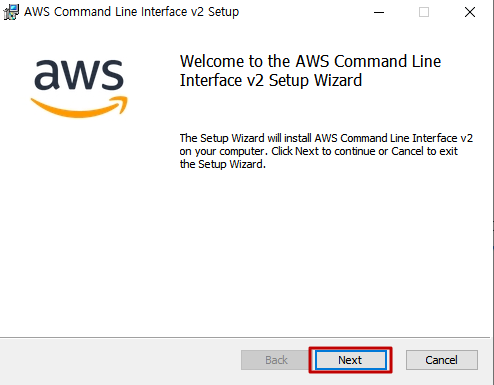 AWS Command Line Interface v2 Setup
aws
Welcome to the AWS Command Line
Interface v2 Setup Wizard
The Setup Wizard will install AWS Command Line Interface v2
on your computer. Click Next to continue or Cancel to exit
the Setup Wizard.
Back Next Cancel